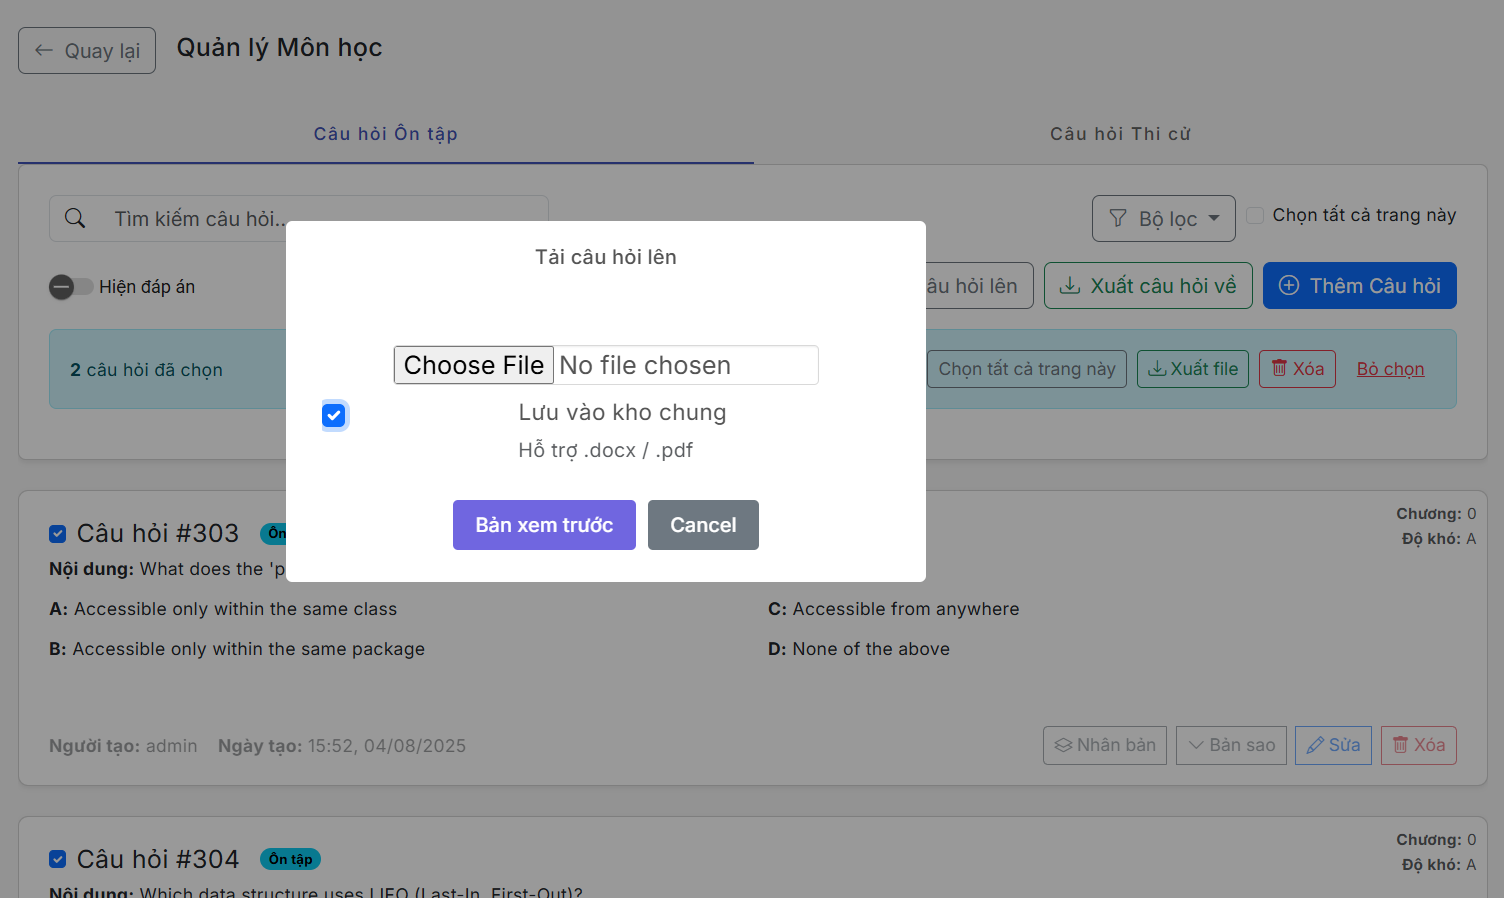 Quay lại
Quản lý Môn học
Câu hỏi Ôn tập
Câu hỏi Thi cử
Tìm kiếm câu hỏi..
Bộ lọc
Chọn tất cả trang này
Hiện đáp án
âu hỏi lên
Xuất câu hỏi về
Thêm Câu hỏi
2 câu hỏi đã chọn
Chọn tất cả trang này
Xuất file
Xóa
Bỏ chọn
Tải câu hỏi lên
Choose File No file chosen
Lưu vào kho chung
Hỗ trợ .docx / .pdf
Bản xem trước
Cancel
Câu hỏi #303
Ôn
Chương: 0
Độ khó: A
Nội dung: What does the 'p
A: Accessible only within the same class
C: Accessible from anywhere
B: Accessible only within the same package
D: None of the above
Người tạo: admin Ngày tạo: 15:52, 04/08/2025
Nhân bản
Bản sao
Sửa
Xóa
Câu hỏi #304
Ôn tập
Chương: 0
Độ khó: A
Nội dung: Which data structure uses LIFO (Last-In, First-Out)?